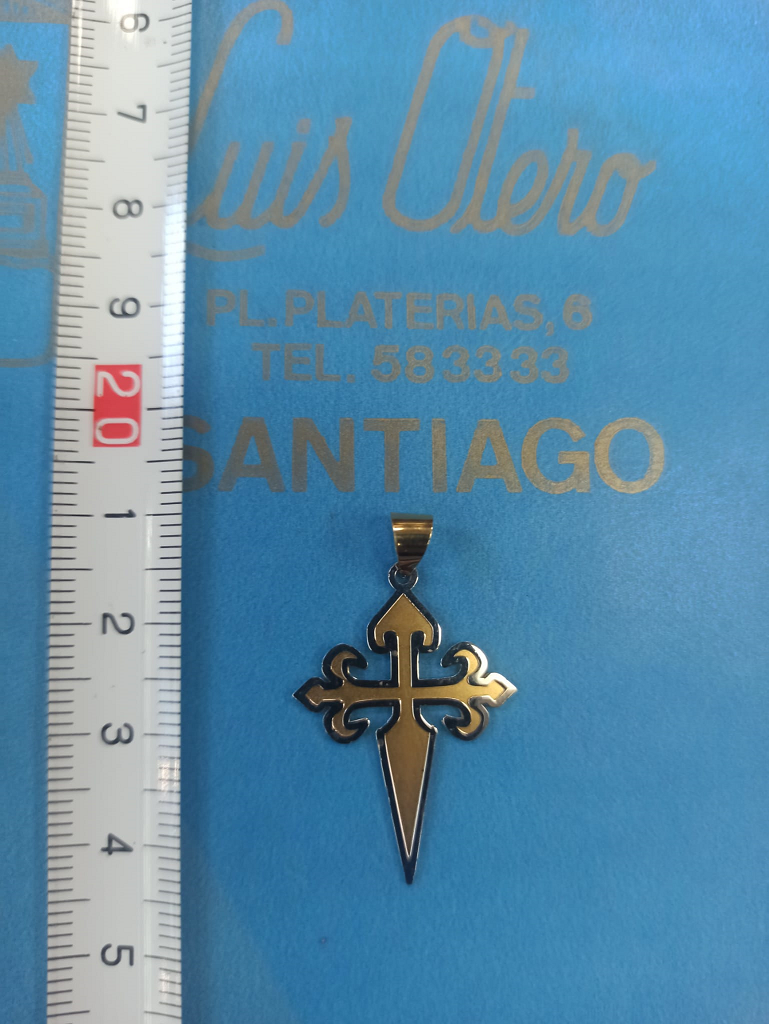 Luis Otero
PL. PLATERIAS, 6
TEL. 583333
SANTIAGO
6
7
8
9
20
1
2
3
4
5